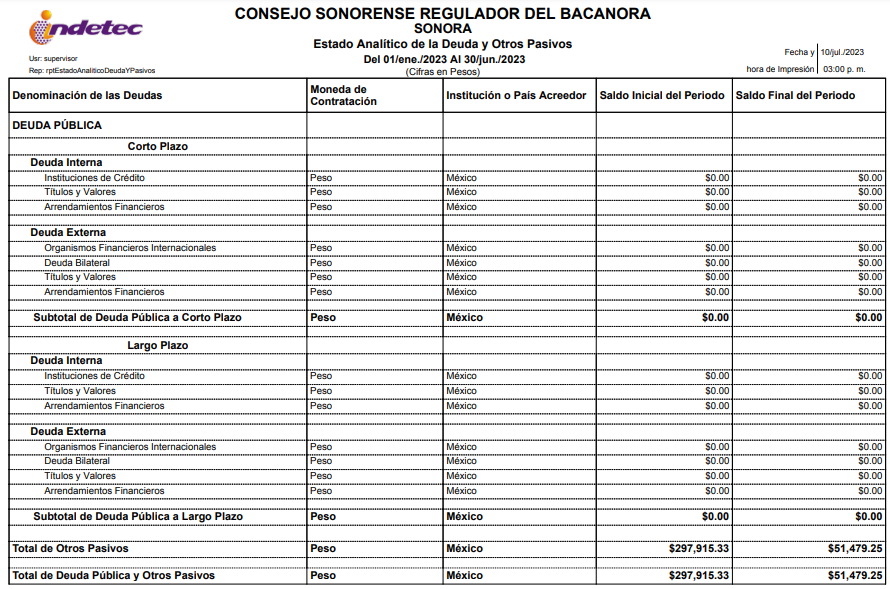 CONSEJO SONORENSE REGULADOR DEL BACANORA
indetec
SONORA
Estado Analítico de la Deuda y Otros Pasivos
Usr: supervisor
Del 01/ene./2023 Al 30/jun./2023
Fecha y 10/jul./2023
Rep: rptEstadoAnaliticoDeudaYPasivos
(Cifras en Pesos)
hora de Impresión 03:00 p. m.
Denominación de las Deudas Moneda de Contratación Institución o País Acreedor Saldo Inicial del Periodo Saldo Final del Periodo
DEUDA PÚBLICA
Corto Plazo
Deuda Interna
Instituciones de Crédito Peso México $0.00 $0.00
Títulos y Valores Peso México $0.00 $0.00
Arrendamientos Financieros Peso México $0.00 $0.00
Deuda Externa
Organismos Financieros Internacionales Peso México $0.00 $0.00
Deuda Bilateral Peso México $0.00 $0.00
Títulos y Valores Peso México $0.00 $0.00
Arrendamientos Financieros Peso México $0.00 $0.00
Subtotal de Deuda Pública a Corto Plazo Peso México $0.00 $0.00
Largo Plazo
Deuda Interna
Instituciones de Crédito Peso México $0.00 $0.00
Títulos y Valores Peso México $0.00 $0.00
Arrendamientos Financieros Peso México $0.00 $0.00
Deuda Externa
Organismos Financieros Internacionales Peso México $0.00 $0.00
Deuda Bilateral Peso México $0.00 $0.00
Títulos y Valores Peso México $0.00 $0.00
Arrendamientos Financieros Peso México $0.00 $0.00
Subtotal de Deuda Pública a Largo Plazo Peso México $0.00 $0.00
Total de Otros Pasivos Peso México $297,915.33 $51,479.25
Total de Deuda Pública y Otros Pasivos Peso México $297,915.33 $51,479.25